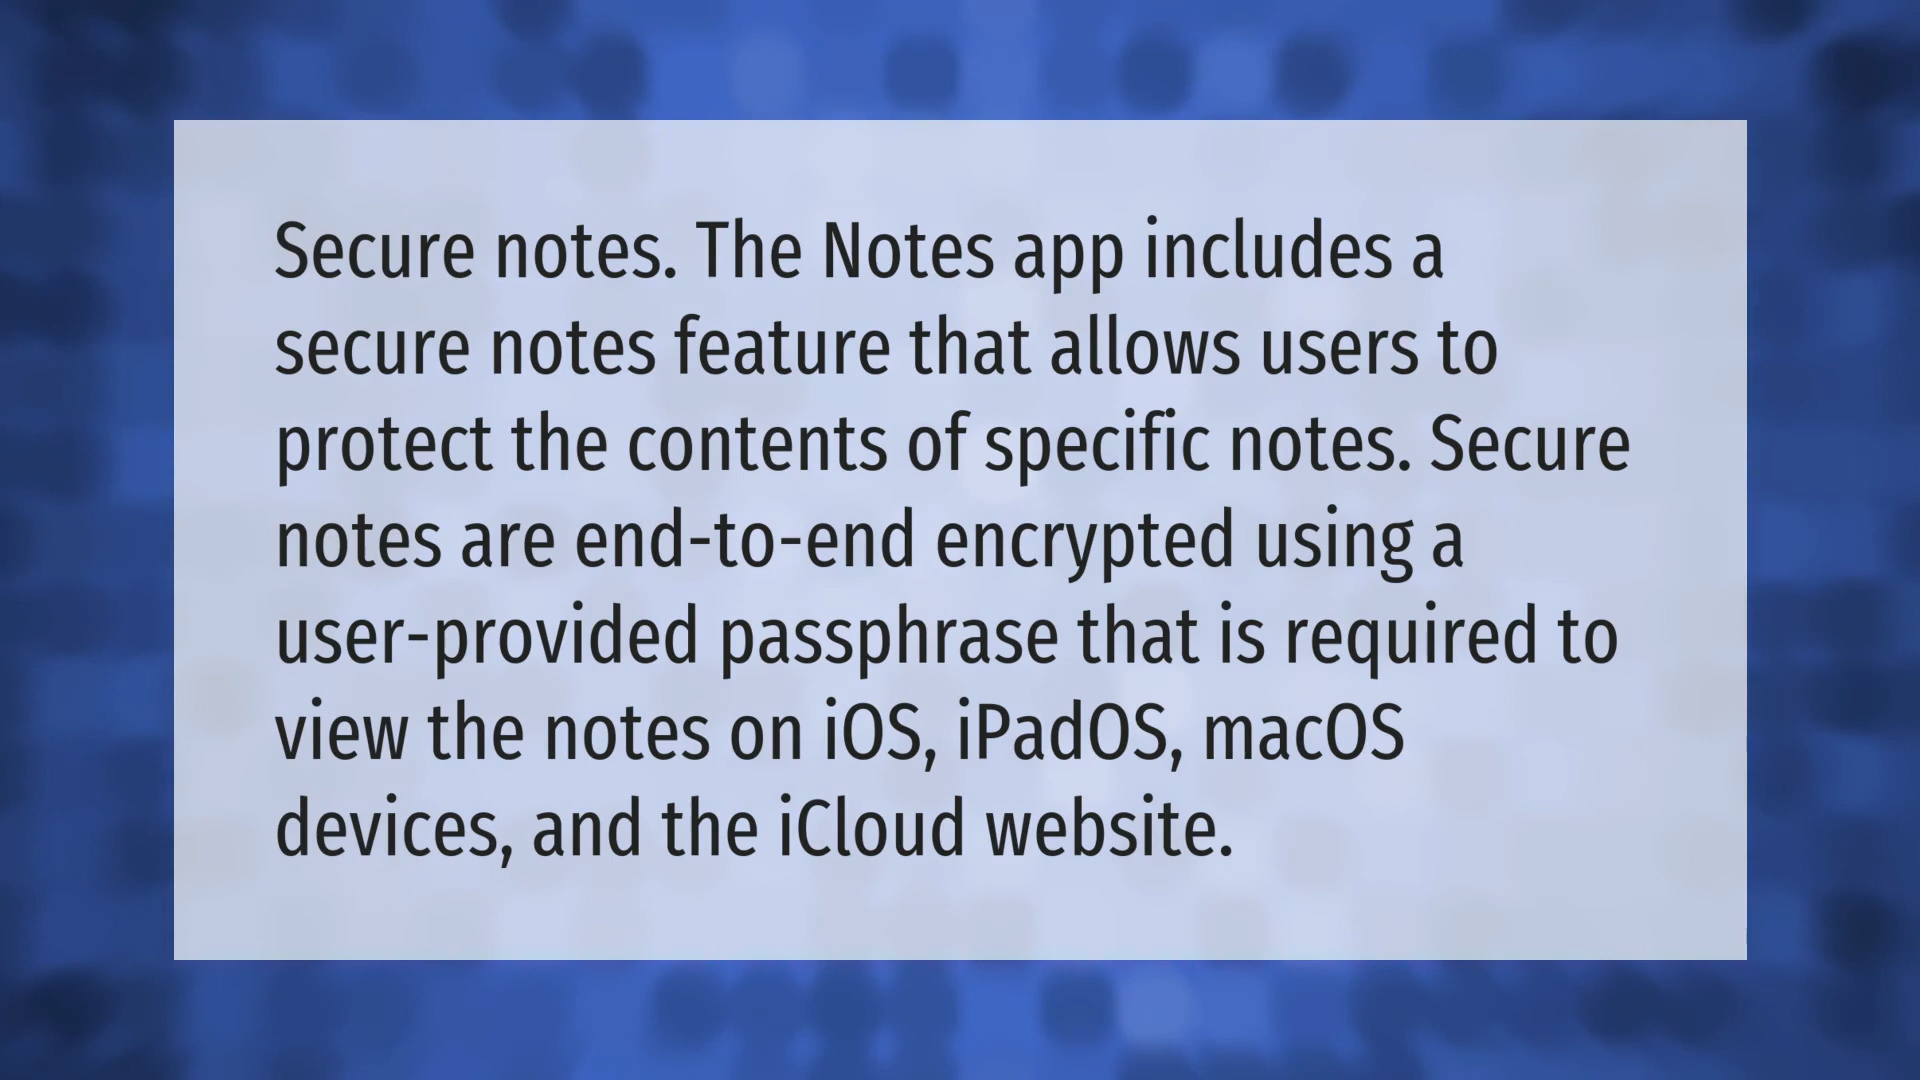 Secure notes. The Notes app includes a
secure notes feature that allows users to
protect the contents of specific notes. Secure
notes are end-to-end encrypted using a
user-provided passphrase that is required to
view the notes on iOS, iPadOS, macOS
devices, and the iCloud website.